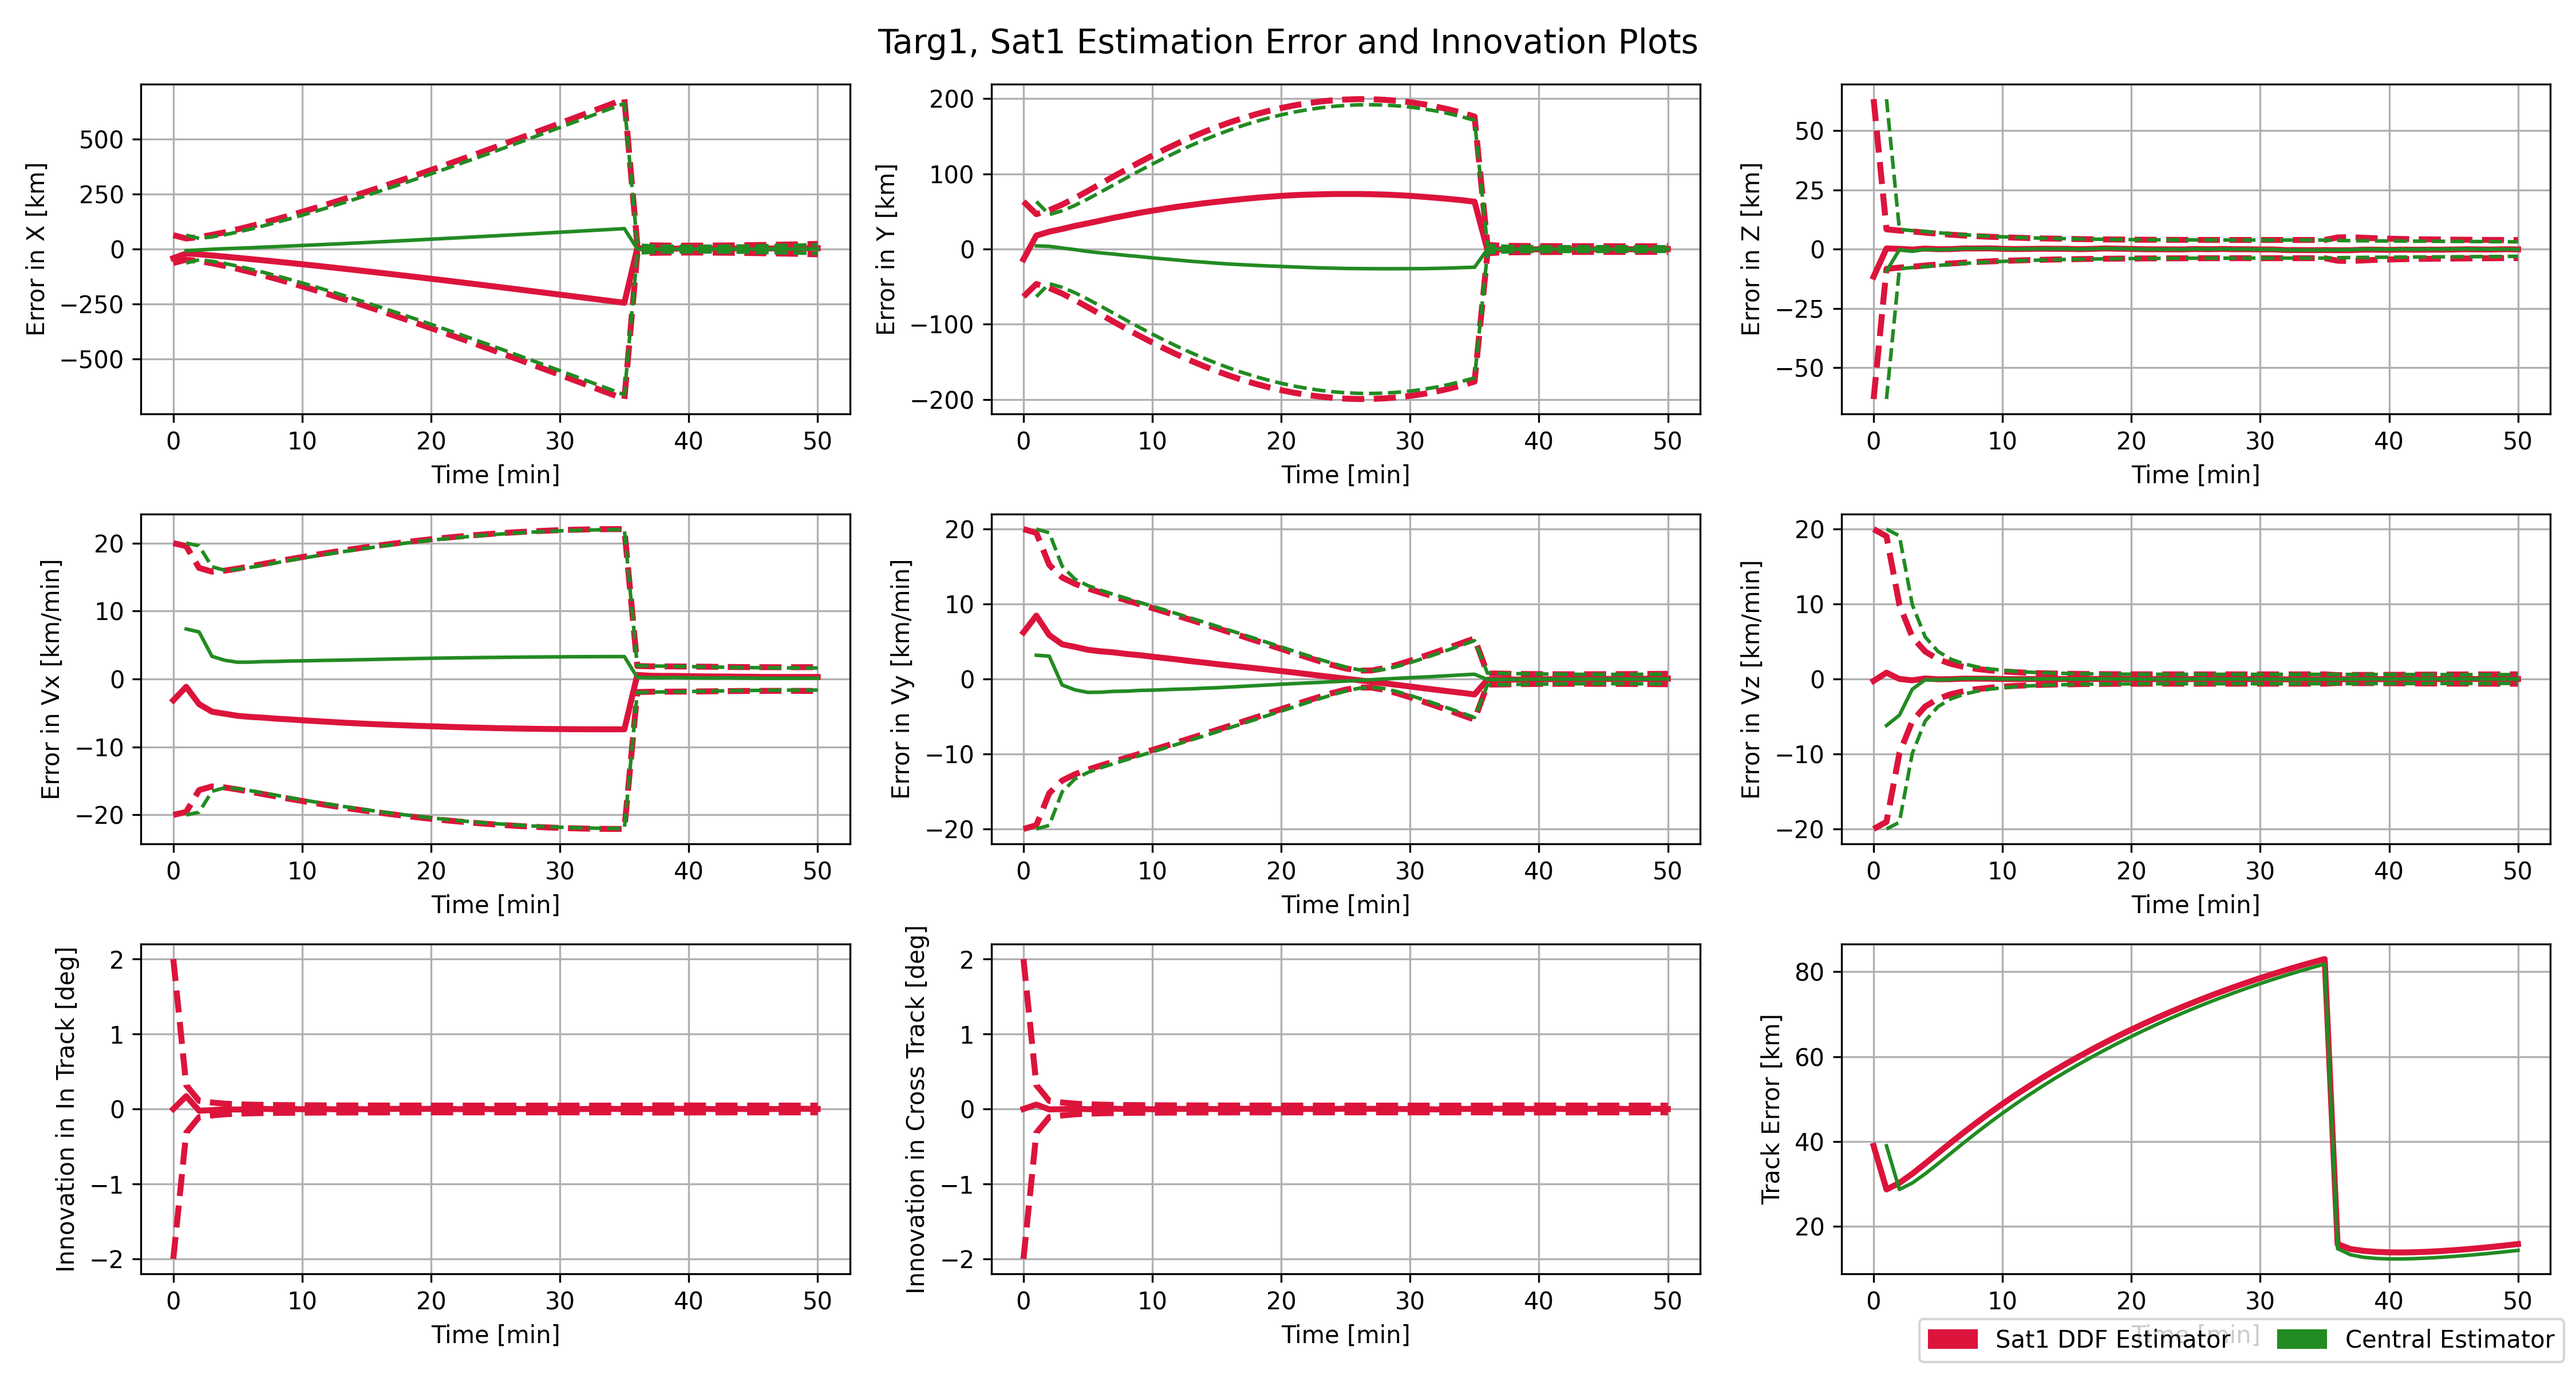 Targ1, Sat1 Estimation Error and Innovation Plots
Error in X [km]
500
250
0
−250
−500
0 10 20 30 40 50
Time [min]
Error in Y [km]
200
100
0
−100
−200
0 10 20 30 40 50
Time [min]
Error in Z [km]
50
25
0
−25
−50
0 10 20 30 40 50
Time [min]
Error in Vx [km/min]
20
10
0
−10
−20
0 10 20 30 40 50
Time [min]
Error in Vy [km/min]
20
10
0
−10
−20
0 10 20 30 40 50
Time [min]
Error in Vz [km/min]
20
10
0
−10
−20
0 10 20 30 40 50
Time [min]
Innovation in In Track [deg]
2
1
0
−1
−2
0 10 20 30 40 50
Time [min]
Innovation in Cross Track [deg]
2
1
0
−1
−2
0 10 20 30 40 50
Time [min]
Track Error [km]
80
60
40
20
0 10 20 30 40 50
Time [min]
Sat1 DDF Estimator
Central Estimator